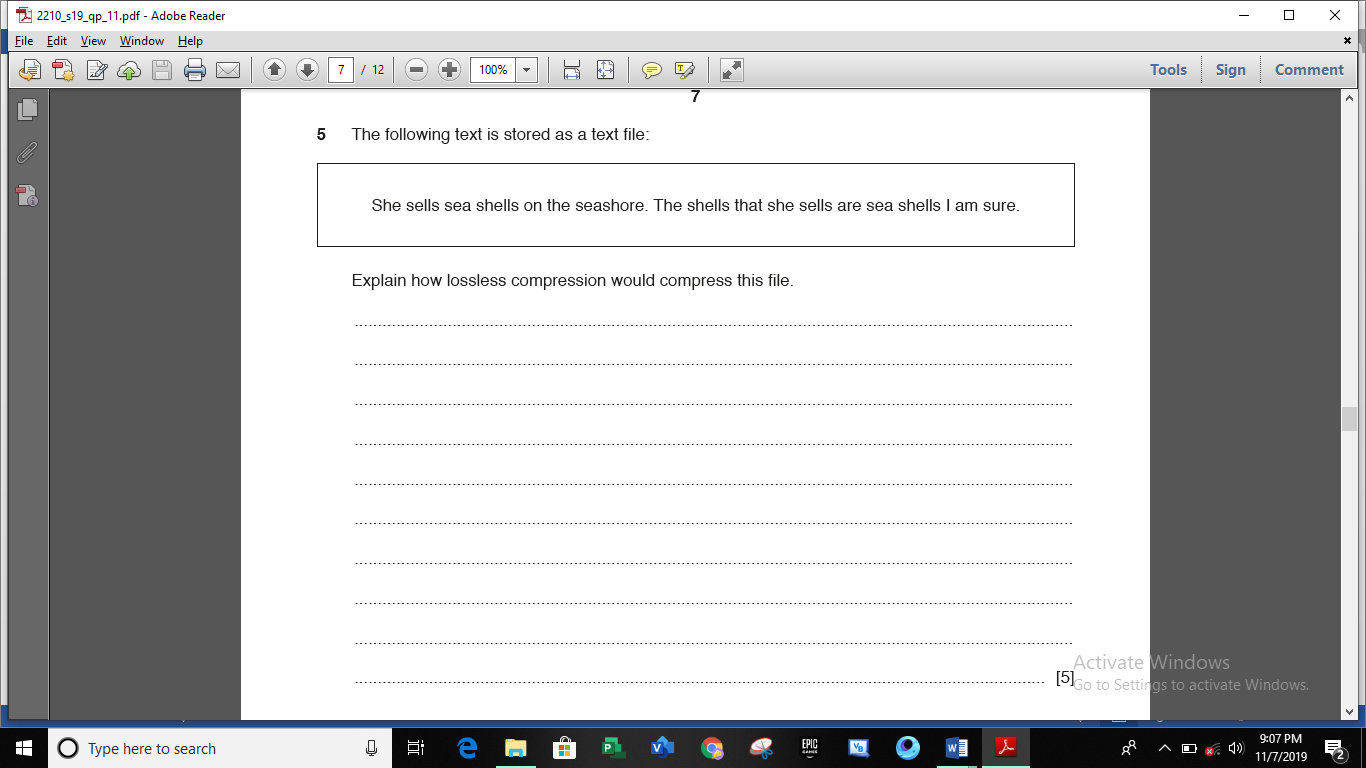 2210_s19_qp_11.pdf - Adobe Reader
File Edit View Window Help
7 / 12 100% Tools Sign Comment
7
5 The following text is stored as a text file:
She sells sea shells on the seashore. The shells that she sells are sea shells I am sure.
Explain how lossless compression would compress this file.
[5]
Activate Windows
Go to Settings to activate Windows.
Type here to search
EPIC GAMES
9:07 PM
11/7/2019
2